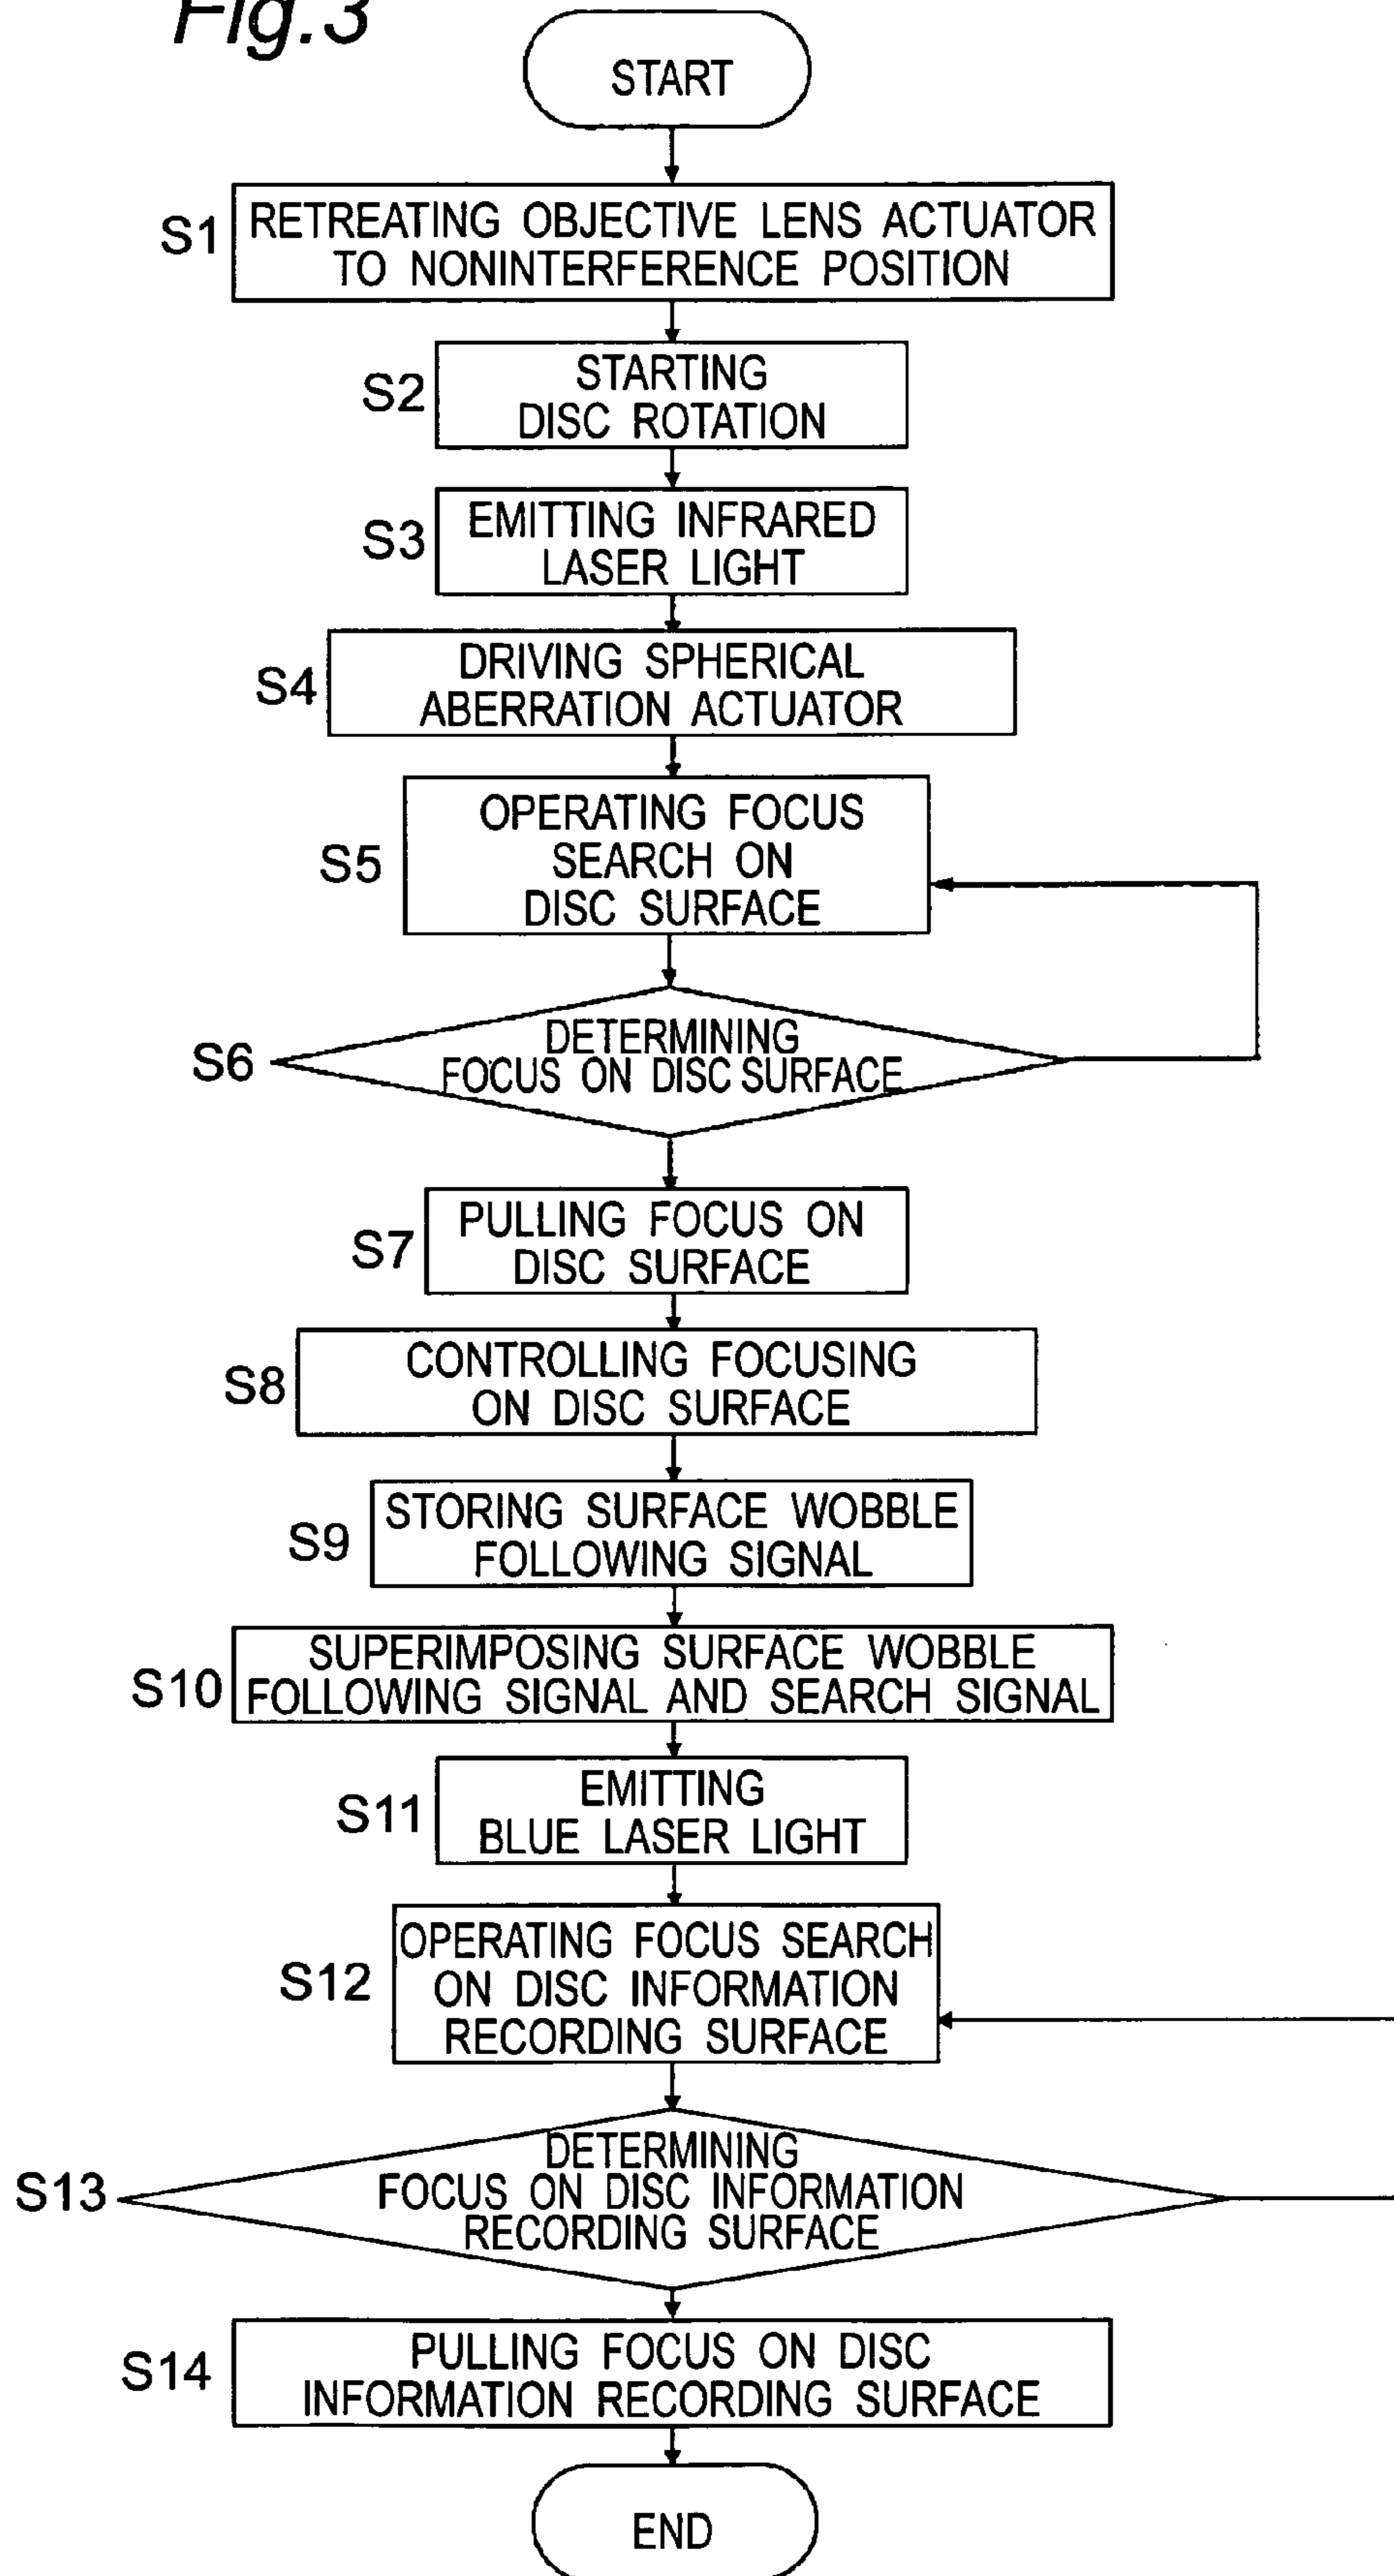 Fig.3
START
S1
RETREATING OBJECTIVE LENS ACTUATOR
TO NONINTERFERENCE POSITION
S2
STARTING
DISC ROTATION
S3
EMITTING INFRARED
LASER LIGHT
S4
DRIVING SPHERICAL
ABERRATION ACTUATOR
S5
OPERATING FOCUS
SEARCH ON
DISC SURFACE
S6
DETERMINING
FOCUS ON DISC SURFACE
S7
PULLING FOCUS ON
DISC SURFACE
S8
CONTROLLING FOCUSING
ON DISC SURFACE
S9
STORING SURFACE WOBBLE
FOLLOWING SIGNAL
S10
SUPERIMPOSING SURFACE WOBBLE
FOLLOWING SIGNAL AND SEARCH SIGNAL
S11
EMITTING
BLUE LASER LIGHT
S12
OPERATING FOCUS SEARCH
ON DISC INFORMATION
RECORDING SURFACE
S13
DETERMINING
FOCUS ON DISC INFORMATION
RECORDING SURFACE
S14
PULLING FOCUS ON DISC
INFORMATION RECORDING SURFACE
END